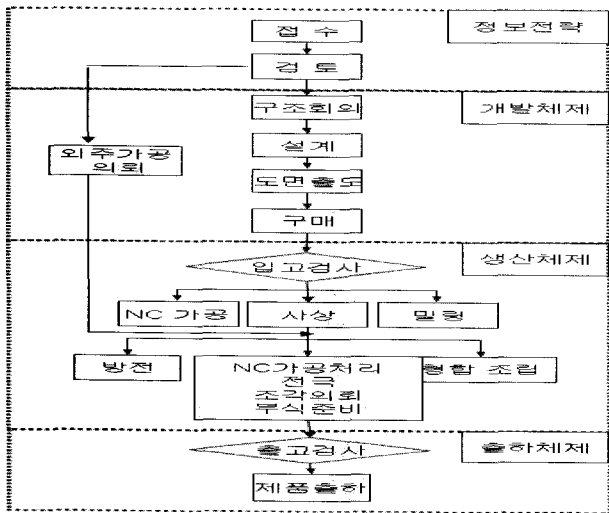 접 수
정보전략
검 토
구조회의
개발체제
외주가공
의뢰
설계
도면출도
구매
입고검사
생산체제
NC 가공
사상
밀링
방전
NC가공처리
전극
조각의뢰
부식준비
형합 조립
출고검사
출하체제
제품출하